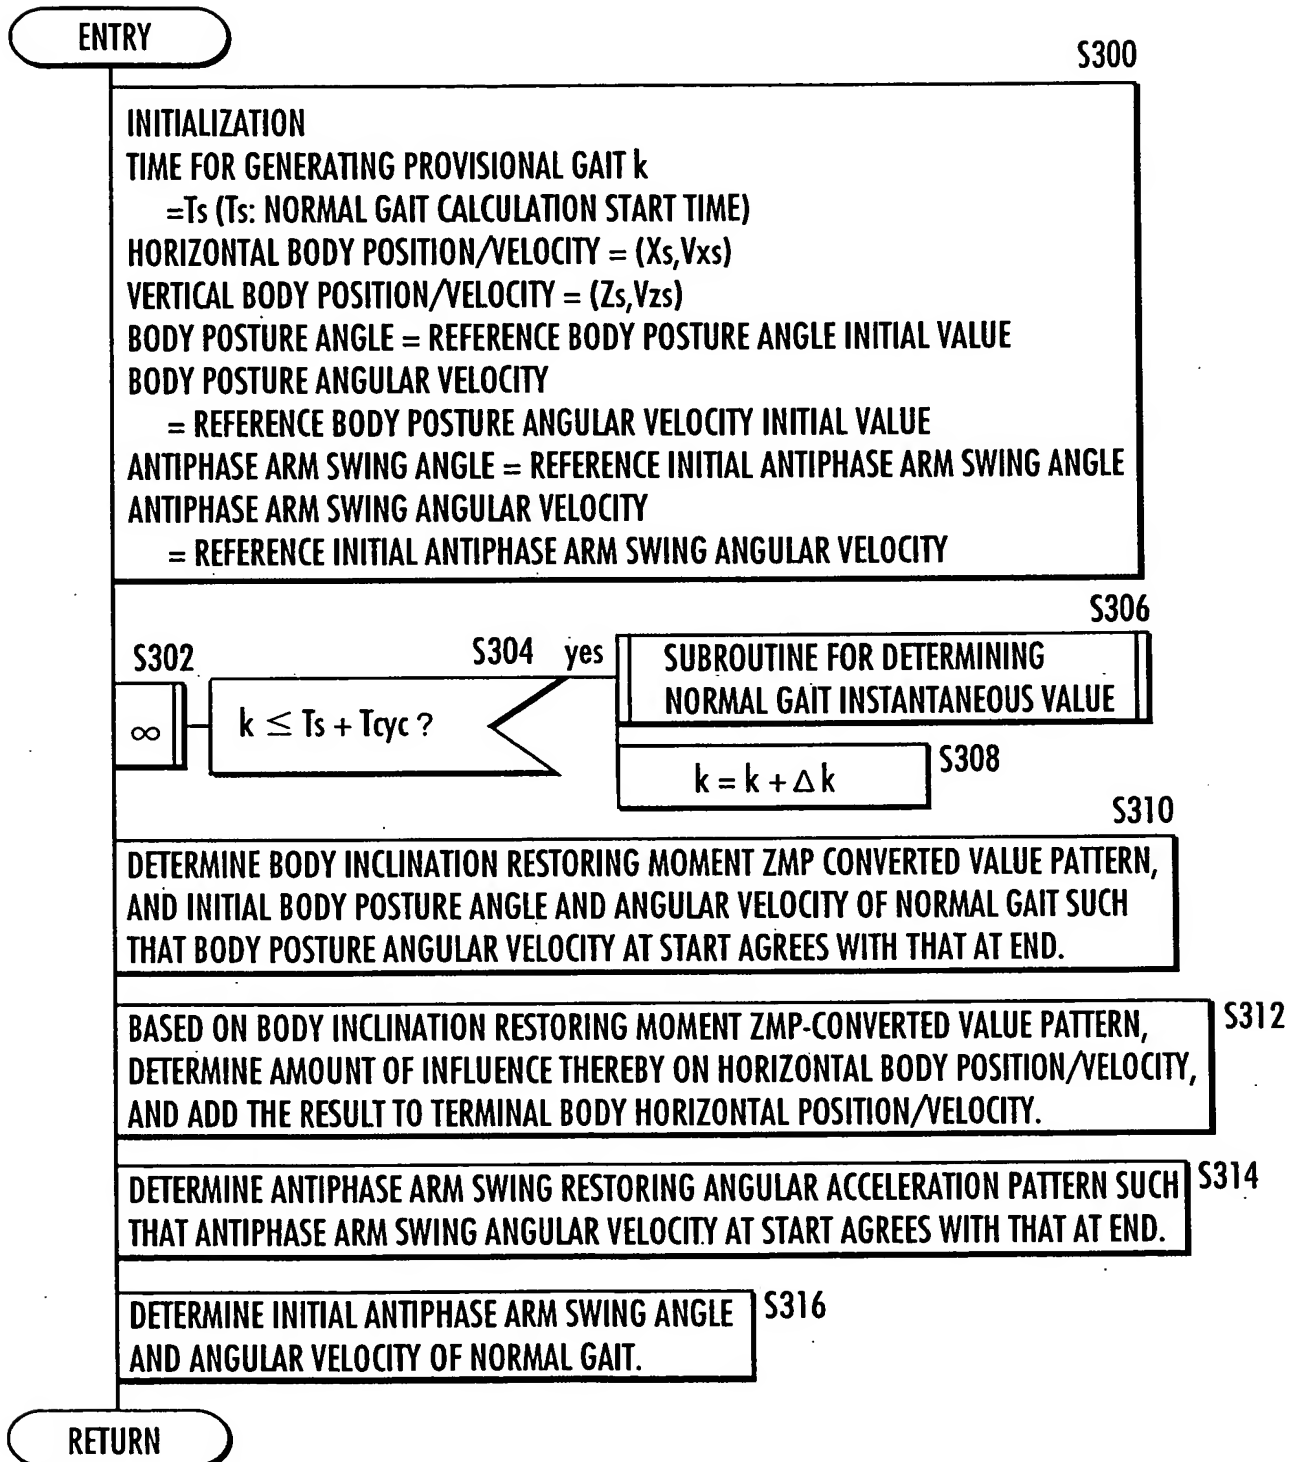 ENTRY
S300
INITIALIZATION
TIME FOR GENERATING PROVISIONAL GAIT k
=Ts (Ts: NORMAL GAIT CALCULATION START TIME)
HORIZONTAL BODY POSITION/VELOCITY = (Xs,Vxs)
VERTICAL BODY POSITION/VELOCITY = (Zs,Vzs)
BODY POSTURE ANGLE = REFERENCE BODY POSTURE ANGLE INITIAL VALUE
BODY POSTURE ANGULAR VELOCITY
= REFERENCE BODY POSTURE ANGULAR VELOCITY INITIAL VALUE
ANTIPHASE ARM SWING ANGLE = REFERENCE INITIAL ANTIPHASE ARM SWING ANGLE
ANTIPHASE ARM SWING ANGULAR VELOCITY
= REFERENCE INITIAL ANTIPHASE ARM SWING ANGULAR VELOCITY
S302
∞
S304
k ≤ Ts + Tcyc ?
yes
S306
SUBROUTINE FOR DETERMINING
NORMAL GAIT INSTANTANEOUS VALUE
k = k + Δ k
S308
S310
DETERMINE BODY INCLINATION RESTORING MOMENT ZMP CONVERTED VALUE PATTERN,
AND INITIAL BODY POSTURE ANGLE AND ANGULAR VELOCITY OF NORMAL GAIT SUCH
THAT BODY POSTURE ANGULAR VELOCITY AT START AGREES WITH THAT AT END.
S312
BASED ON BODY INCLINATION RESTORING MOMENT ZMP-CONVERTED VALUE PATTERN,
DETERMINE AMOUNT OF INFLUENCE THEREBY ON HORIZONTAL BODY POSITION/VELOCITY,
AND ADD THE RESULT TO TERMINAL BODY HORIZONTAL POSITION/VELOCITY.
S314
DETERMINE ANTIPHASE ARM SWING RESTORING ANGULAR ACCELERATION PATTERN SUCH
THAT ANTIPHASE ARM SWING ANGULAR VELOCITY AT START AGREES WITH THAT AT END.
S316
DETERMINE INITIAL ANTIPHASE ARM SWING ANGLE
AND ANGULAR VELOCITY OF NORMAL GAIT.
RETURN